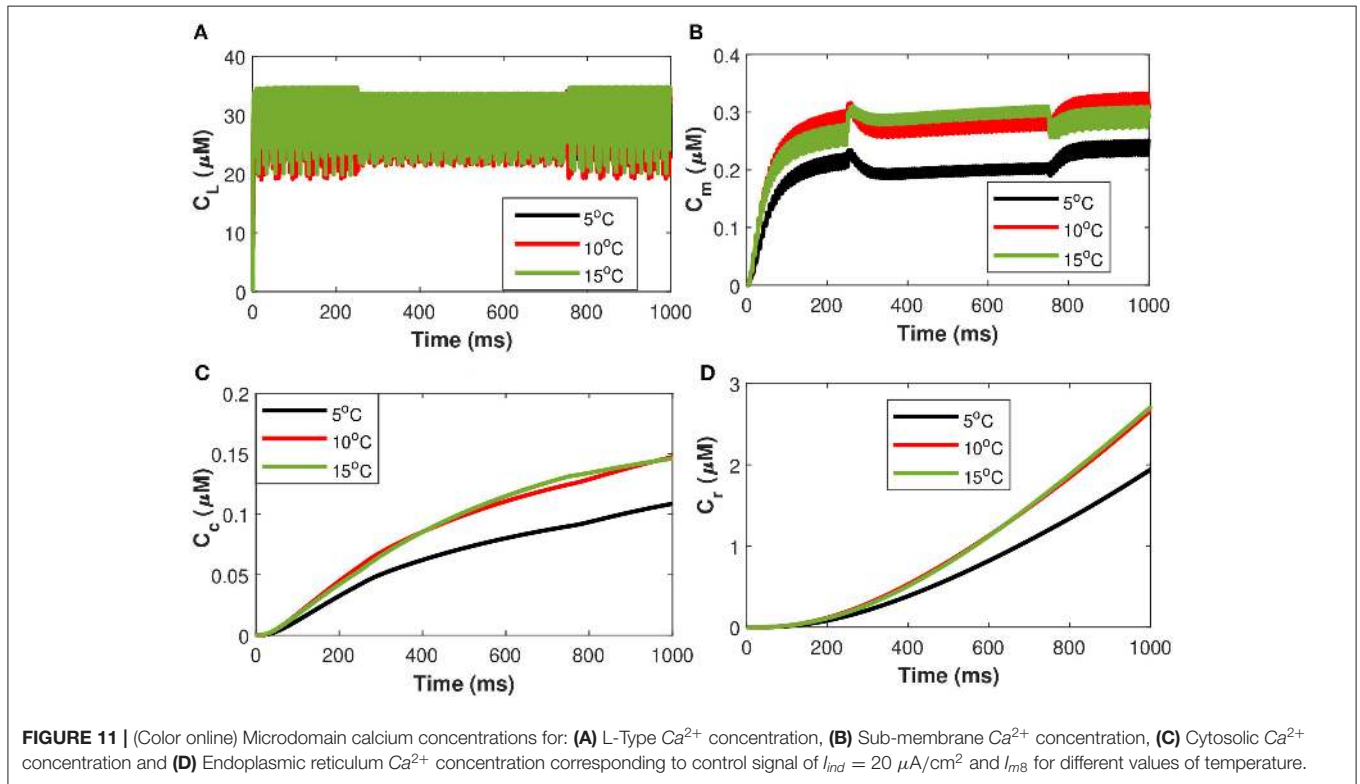 A
40
30
20
10
0
C_L (μM)
5°C
10°C
15°C
0 200 400 600 800 1000
Time (ms)
B
0.4
0.3
0.2
0.1
0
C_m (μM)
5°C
10°C
15°C
0 200 400 600 800 1000
Time (ms)
C
0.2
0.15
0.1
0.05
0
C_c (μM)
5°C
10°C
15°C
0 200 400 600 800 1000
Time (ms)
D
3
2
1
0
C_r (μM)
5°C
10°C
15°C
0 200 400 600 800 1000
Time (ms)
FIGURE 11 | (Color online) Microdomain calcium concentrations for: (A) L-Type Ca²⁺ concentration, (B) Sub-membrane Ca²⁺ concentration, (C) Cytosolic Ca²⁺
concentration and (D) Endoplasmic reticulum Ca²⁺ concentration corresponding to control signal of I_ind = 20 μA/cm² and I_m8 for different values of temperature.